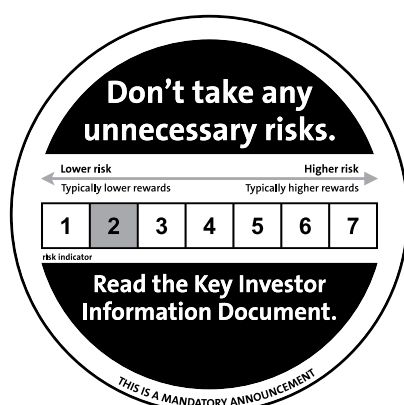 Don't take any
unnecessary risks.
Lower risk Higher risk
Typically lower rewards Typically higher rewards
1 2 3 4 5 6 7
risk indicator
Read the Key Investor
Information Document.
THIS IS A MANDATORY ANNOUNCEMENT